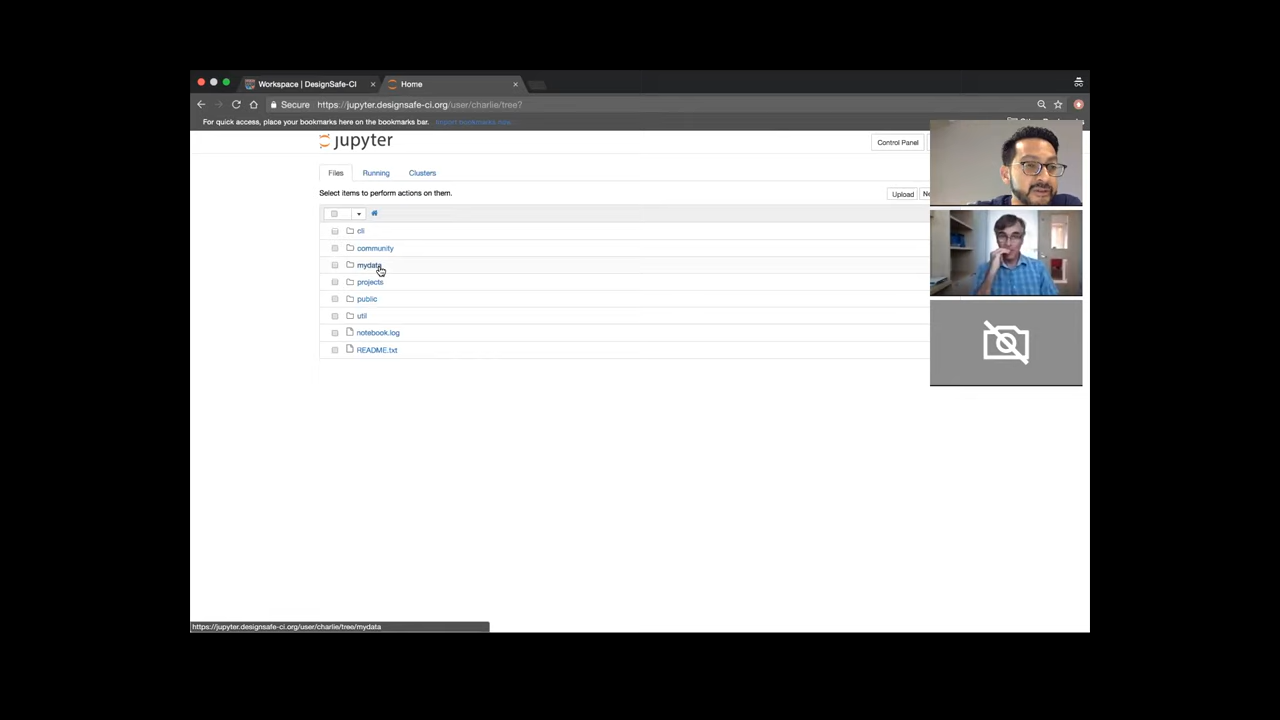 Workspace | DesignSafe-CI
Home
Secure https://jupyter.designsafe-ci.org/user/charlie/tree?
For quick access, place your bookmarks here on the bookmarks bar. Import bookmarks now...
jupyter
Control Panel
Files Running Clusters
Select items to perform actions on them.
Upload
cli
community
mydata
projects
public
util
notebook.log
README.txt
https://jupyter.designsafe-ci.org/user/charlie/tree/mydata